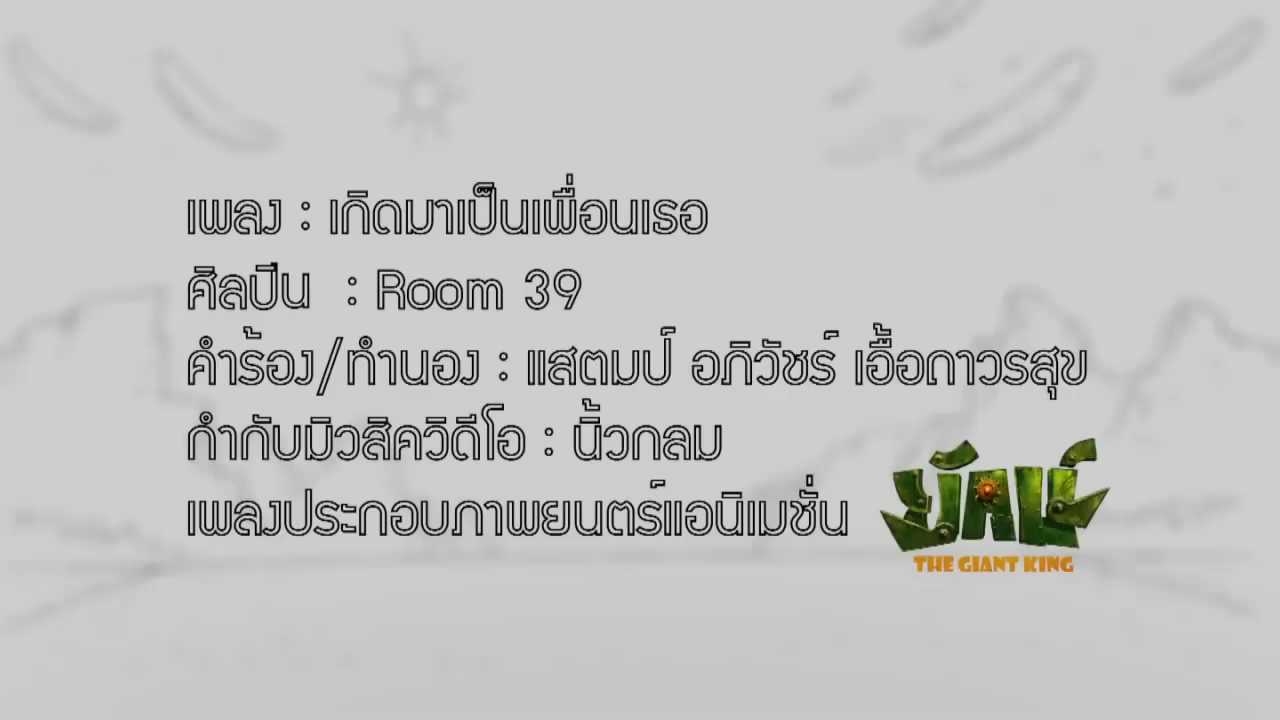 เพลง : เกิดมาเป็นเพื่อนเธอ
ศิลปิน : Room 39
คำร้อง/ทำนอง : แสตมป์ อภิวัชร์ เอื้อถาวรสุข
กำกับมิวสิควิดีโอ : นิ้วกลม
เพลงประกอบภาพยนตร์แอนิเมชั่น ยักษ์
THE GIANT KING